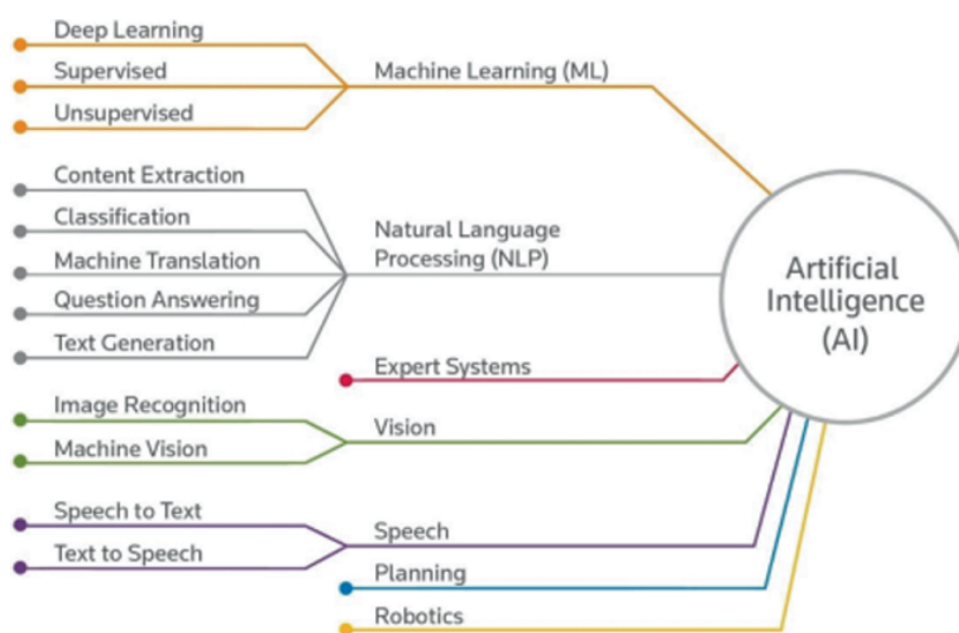 Deep Learning
Supervised
Unsupervised
Machine Learning (ML)
Content Extraction
Classification
Machine Translation
Question Answering
Text Generation
Natural Language
Processing (NLP)
Expert Systems
Image Recognition
Machine Vision
Vision
Speech to Text
Text to Speech
Speech
Planning
Robotics
Artificial
Intelligence
(AI)